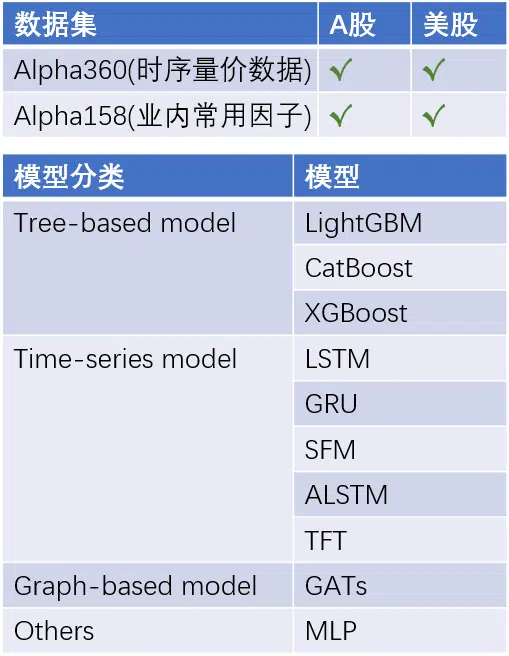 数据集 A股 美股
Alpha360(时序量价数据) ✓ ✓
Alpha158(业内常用因子) ✓ ✓
模型分类 模型
Tree-based model LightGBM
CatBoost
XGBoost
Time-series model LSTM
GRU
SFM
ALSTM
TFT
Graph-based model GATs
Others MLP